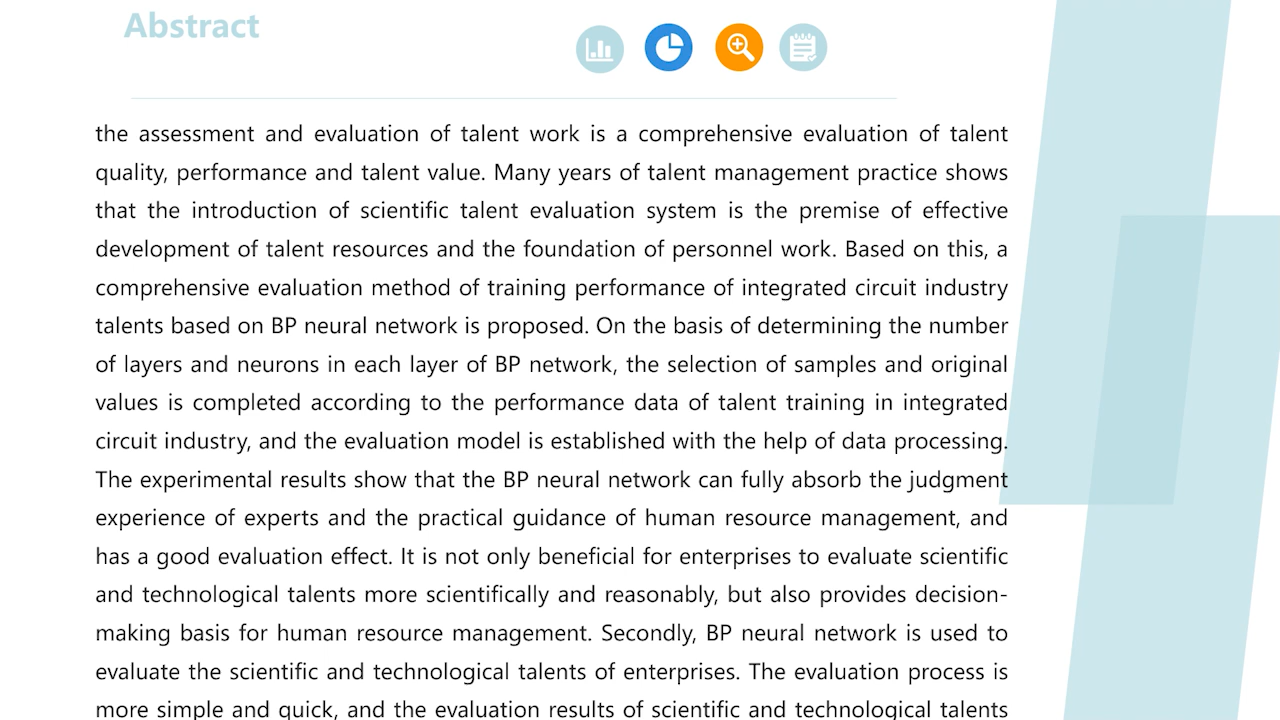 Abstract
the assessment and evaluation of talent work is a comprehensive evaluation of talent
quality, performance and talent value. Many years of talent management practice shows
that the introduction of scientific talent evaluation system is the premise of effective
development of talent resources and the foundation of personnel work. Based on this, a
comprehensive evaluation method of training performance of integrated circuit industry
talents based on BP neural network is proposed. On the basis of determining the number
of layers and neurons in each layer of BP network, the selection of samples and original
values is completed according to the performance data of talent training in integrated
circuit industry, and the evaluation model is established with the help of data processing.
The experimental results show that the BP neural network can fully absorb the judgment
experience of experts and the practical guidance of human resource management, and
has a good evaluation effect. It is not only beneficial for enterprises to evaluate scientific
and technological talents more scientifically and reasonably, but also provides decision-
making basis for human resource management. Secondly, BP neural network is used to
evaluate the scientific and technological talents of enterprises. The evaluation process is
more simple and quick, and the evaluation results of scientific and technological talents